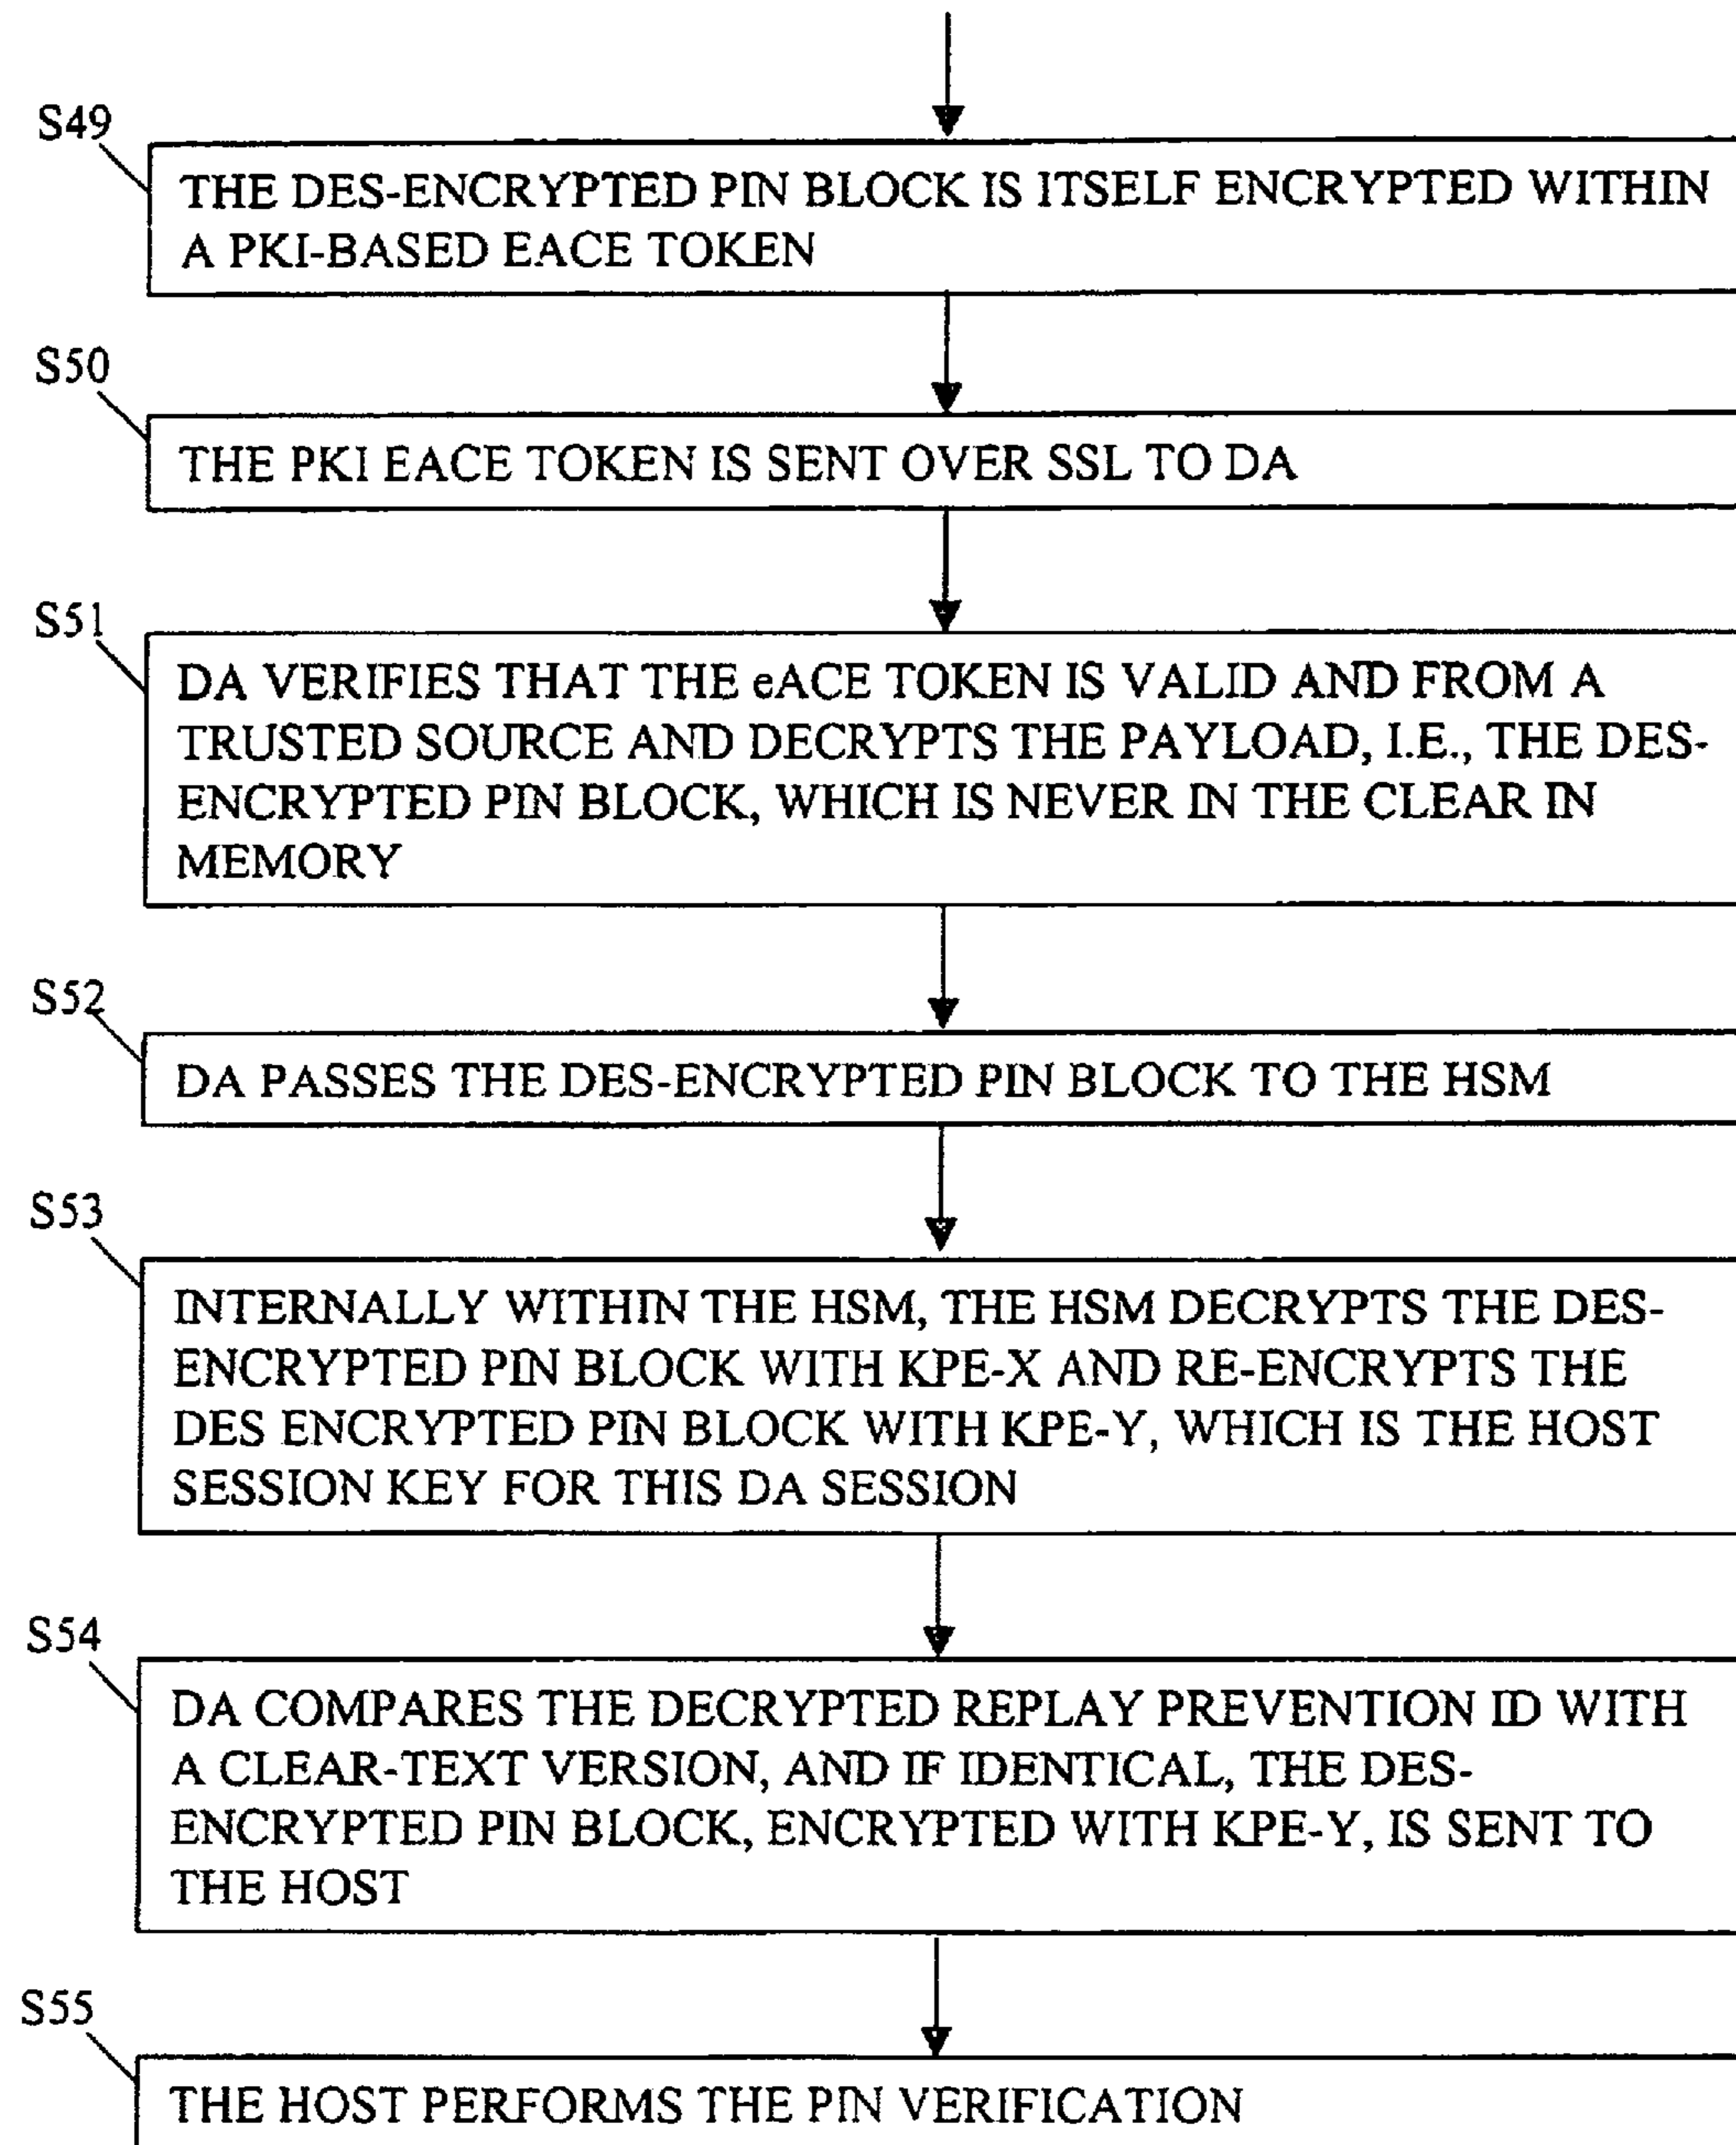 S49
THE DES-ENCRYPTED PIN BLOCK IS ITSELF ENCRYPTED WITHIN
A PKI-BASED EACE TOKEN
S50
THE PKI EACE TOKEN IS SENT OVER SSL TO DA
S51
DA VERIFIES THAT THE eACE TOKEN IS VALID AND FROM A
TRUSTED SOURCE AND DECRYPTS THE PAYLOAD, I.E., THE DES-
ENCRYPTED PIN BLOCK, WHICH IS NEVER IN THE CLEAR IN
MEMORY
S52
DA PASSES THE DES-ENCRYPTED PIN BLOCK TO THE HSM
S53
INTERNALLY WITHIN THE HSM, THE HSM DECRYPTS THE DES-
ENCRYPTED PIN BLOCK WITH KPE-X AND RE-ENCRYPTS THE
DES ENCRYPTED PIN BLOCK WITH KPE-Y, WHICH IS THE HOST
SESSION KEY FOR THIS DA SESSION
S54
DA COMPARES THE DECRYPTED REPLAY PREVENTION ID WITH
A CLEAR-TEXT VERSION, AND IF IDENTICAL, THE DES-
ENCRYPTED PIN BLOCK, ENCRYPTED WITH KPE-Y, IS SENT TO
THE HOST
S55
THE HOST PERFORMS THE PIN VERIFICATION